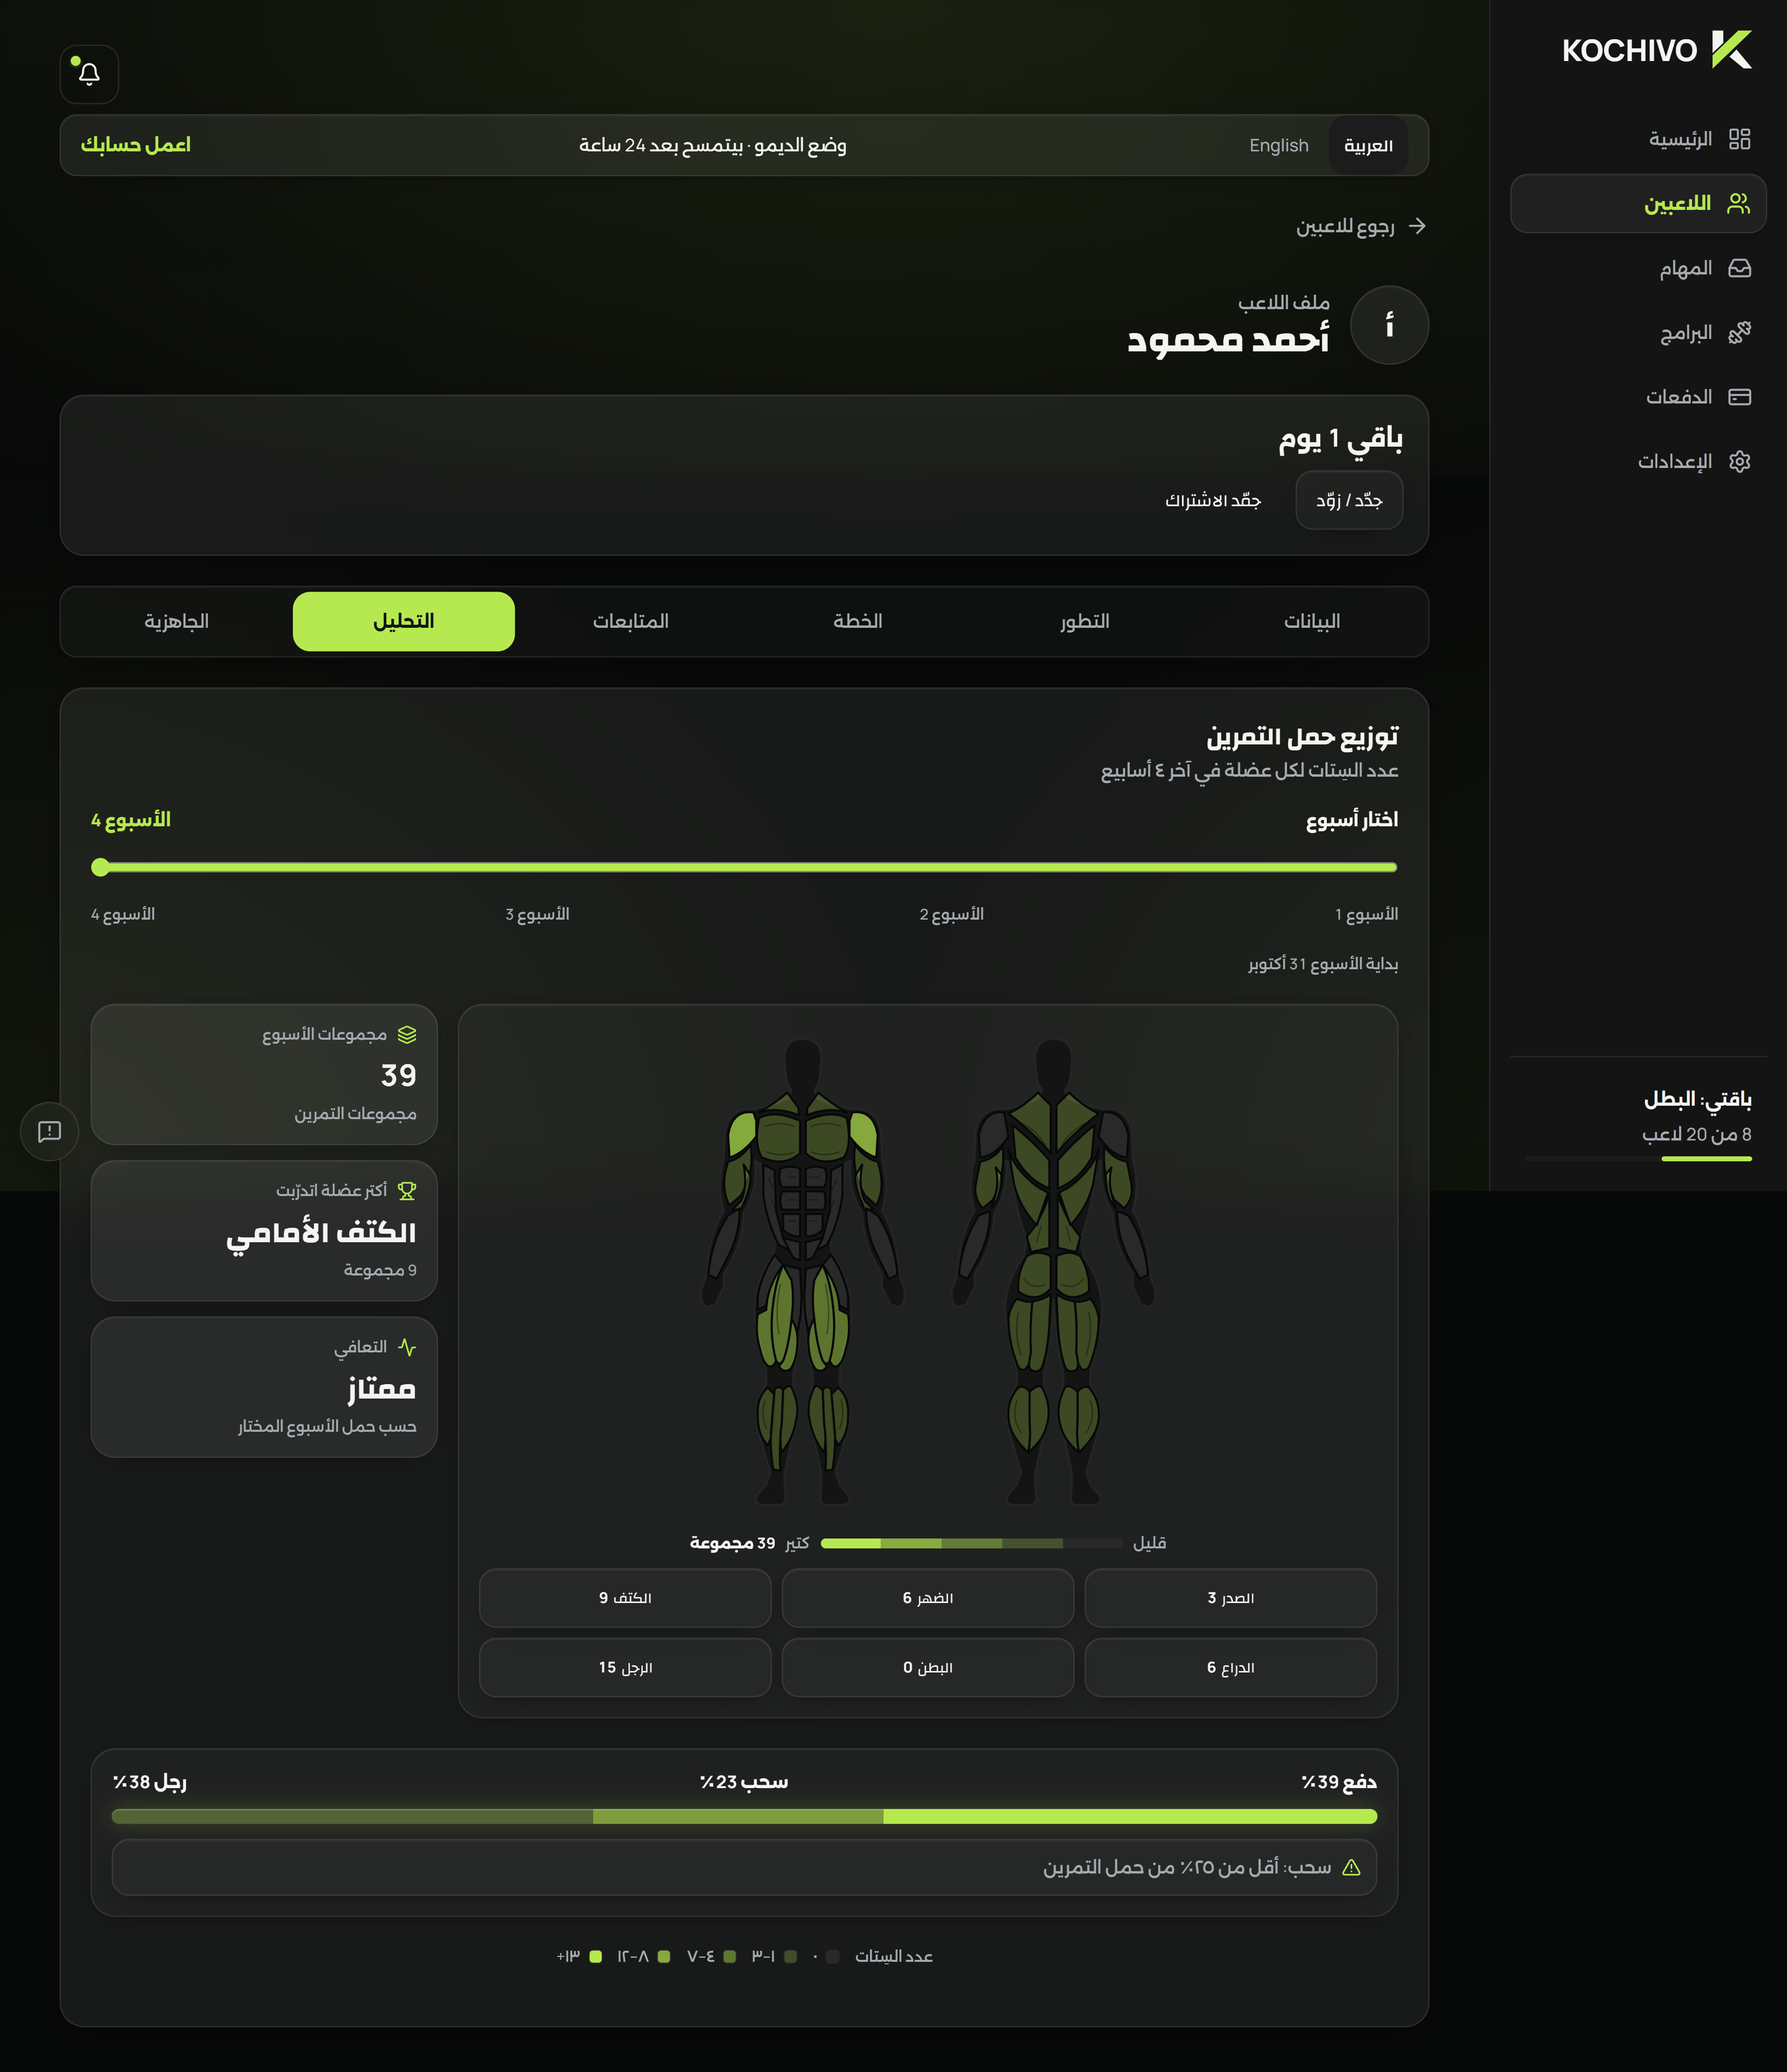 KOCHIVO
الرئيسية
اللاعبين
المهام
البرامج
الدفعات
الإعدادات
باقتي: البطل
8 من 20 لاعب
العربية English
وضع الديمو · بيتمسح بعد 24 ساعة
اعمل حسابك
رجوع للاعبين
أ
ملف اللاعب
أحمد محمود
باقي 1 يوم
جدّد / زوّد
جمّد الاشتراك
البيانات
التطور
الخطة
المتابعات
التحليل
الجاهزية
توزيع حمل التمرين
عدد السِتات لكل عضلة في آخر ٤ أسابيع
اختار أسبوع
الأسبوع 4
الأسبوع 1
الأسبوع 2
الأسبوع 3
الأسبوع 4
بداية الأسبوع 31 أكتوبر
قليل
كتير
39 مجموعة
الصدر 3
الضهر 6
الكتف 9
الدراع 6
البطن 0
الرجل 15
مجموعات الأسبوع
39
مجموعات التمرين
أكتر عضلة اتدرّبت
الكتف الأمامي
9 مجموعة
التعافي
ممتاز
حسب حمل الأسبوع المختار
دفع 39٪
سحب 23٪
رجل 38٪
سحب: أقل من ٢٥٪ من حمل التمرين
عدد السِتات ٠ ١–٣ ٤–٧ ٨–١٢ ١٣+